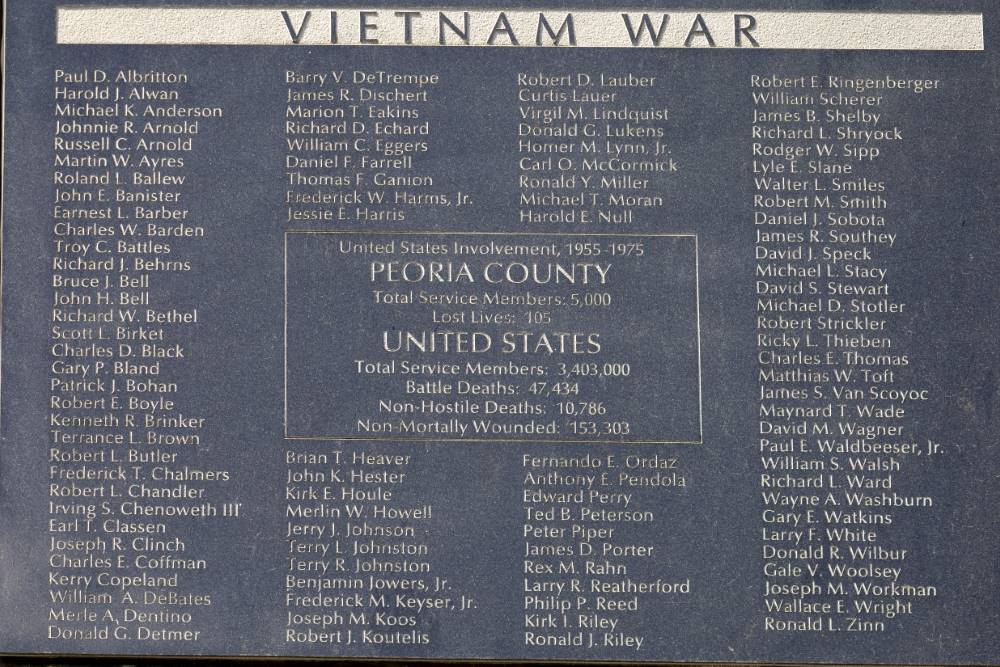 VIETNAM WAR
Paul D. Albritton
Harold J. Alwan
Michael K. Anderson
Johnnie R. Arnold
Russell C. Arnold
Martin W. Ayres
Roland L. Ballew
John E. Banister
Earnest L. Barber
Charles W. Barden
Troy C. Battles
Richard J. Behrns
Bruce J. Bell
John H. Bell
Richard W. Bethel
Scott L. Birket
Charles D. Black
Gary P. Bland
Patrick J. Bohan
Robert E. Boyle
Kenneth R. Brinker
Terrance L. Brown
Robert L. Butler
Frederick T. Chalmers
Robert L. Chandler
Irving S. Chenoweth III
Earl T. Classen
Joseph R. Clinch
Charles E. Coffman
Kerry Copeland
William A. DeBates
Merle A. Dentino
Donald G. Detmer
Barry V. DeTrempe
James R. Dischert
Marion T. Eakins
Richard D. Echard
William C. Eggers
Daniel F. Farrell
Thomas F. Ganion
Frederick W. Harms, Jr.
Jessie E. Harris
Robert D. Lauber
Curtis Lauer
Virgil M. Lindquist
Donald G. Lukens
Homer M. Lynn, Jr.
Carl O. McCormick
Ronald Y. Miller
Michael T. Moran
Harold E. Null
United States Involvement, 1955-1975
PEORIA COUNTY
Total Service Members: 5,000
Lost Lives: 105
UNITED STATES
Total Service Members: 3,403,000
Battle Deaths: 47,434
Non-Hostile Deaths: 10,786
Non-Mortally Wounded: 153,303
Brian T. Heaver
John K. Hester
Kirk E. Houle
Merlin W. Howell
Jerry J. Johnson
Terry L. Johnston
Terry R. Johnston
Benjamin Jowers, Jr.
Frederick M. Keyser, Jr.
Joseph M. Koos
Robert J. Koutelis
Fernando E. Ordaz
Anthony E. Pendola
Edward Perry
Ted B. Peterson
Peter Piper
James D. Porter
Rex M. Rahn
Larry R. Reatherford
Philip P. Reed
Kirk I. Riley
Ronald J. Riley
Robert E. Ringenberger
William Scherer
James B. Shelby
Richard L. Shryock
Rodger W. Sipp
Lyle E. Slane
Walter L. Smiles
Robert M. Smith
Daniel J. Sobota
James R. Southey
David J. Speck
Michael L. Stacy
David S. Stewart
Michael D. Stotler
Robert Strickler
Ricky L. Thieben
Charles E. Thomas
Matthias W. Toft
James S. Van Scoyoc
Maynard T. Wade
David M. Wagner
Paul E. Waldbeeser, Jr.
William S. Walsh
Richard L. Ward
Wayne A. Washburn
Gary E. Watkins
Larry F. White
Donald R. Wilbur
Gale V. Woolsey
Joseph M. Workman
Wallace E. Wright
Ronald L. Zinn